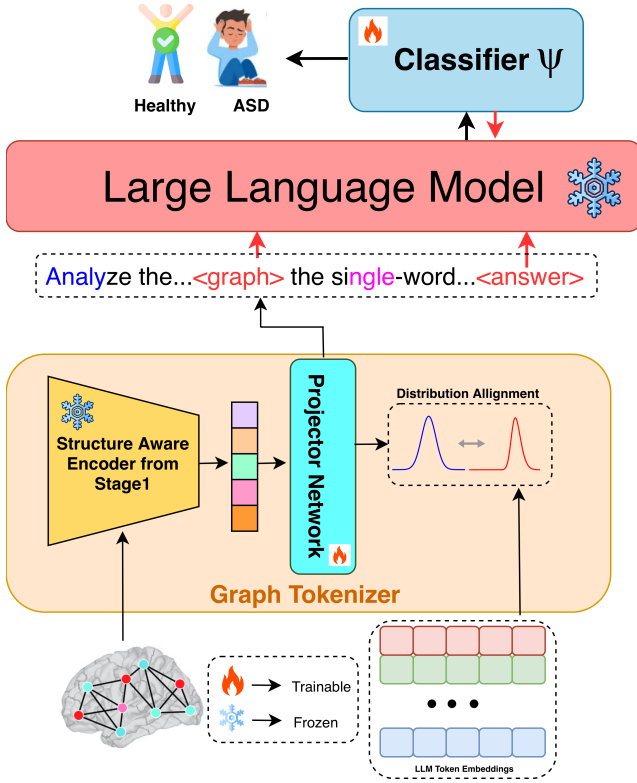 Healthy
ASD
Classifier Ψ
Large Language Model
Analyze the...<graph> the single-word...<answer>
Structure Aware
Encoder from
Stage1
Projector Network
Distribution Allignment
Graph Tokenizer
Trainable
Frozen
LLM Token Embeddings